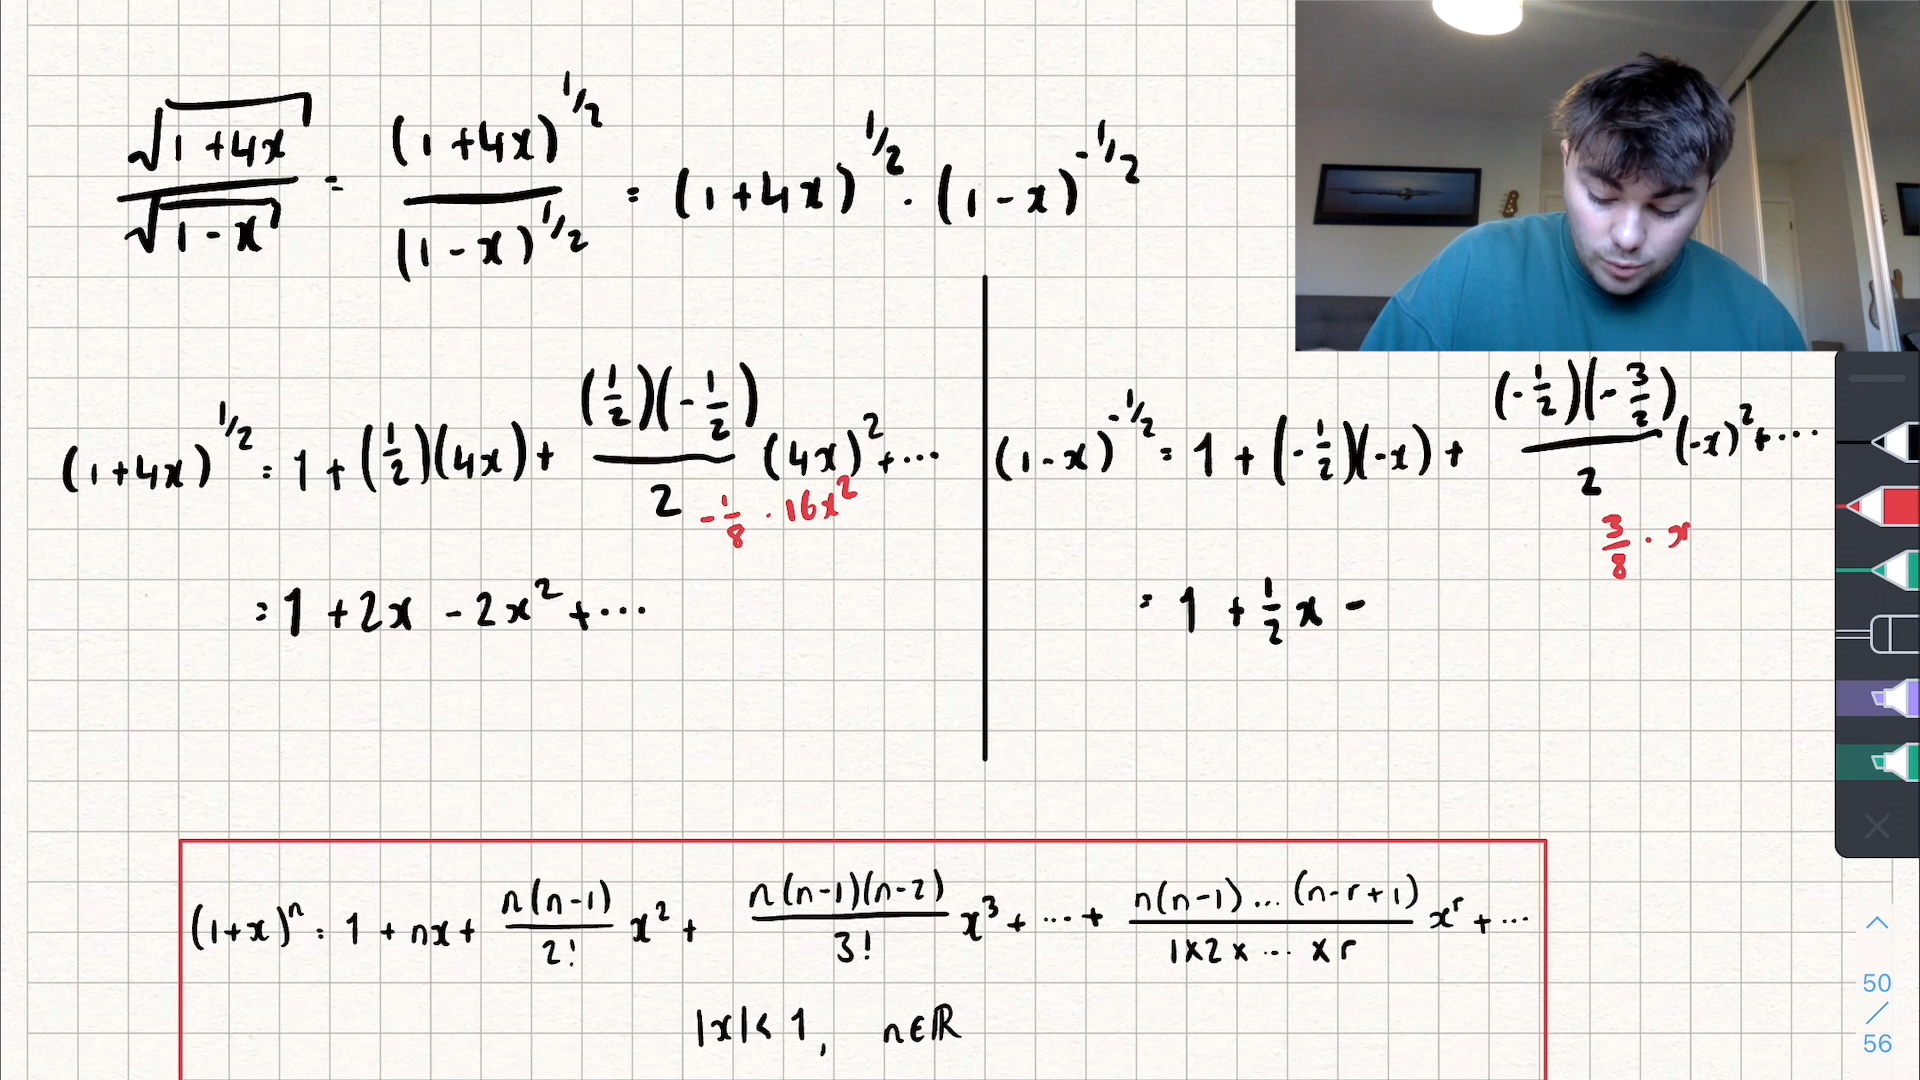 √(1+4x) / √(1-x) = (1+4x)^1/2 / (1-x)^1/2 = (1+4x)^1/2 · (1-x)^-1/2
(1+4x)^1/2 = 1 + (1/2)(4x) + (1/2)(-1/2) / 2 (4x)^2 + ...
-1/8 · 16x^2
= 1 + 2x - 2x^2 + ...
(1-x)^-1/2 = 1 + (-1/2)(-x) + (-1/2)(-3/2) / 2 (-x)^2 + ...
3/8 · x
= 1 + 1/2 x -
(1+x)^n = 1 + nx + n(n-1) / 2! x^2 + n(n-1)(n-2) / 3! x^3 + ... + n(n-1)...(n-r+1) / 1×2×...×r x^r + ...
|x| < 1, n∈ℝ
50
/
56